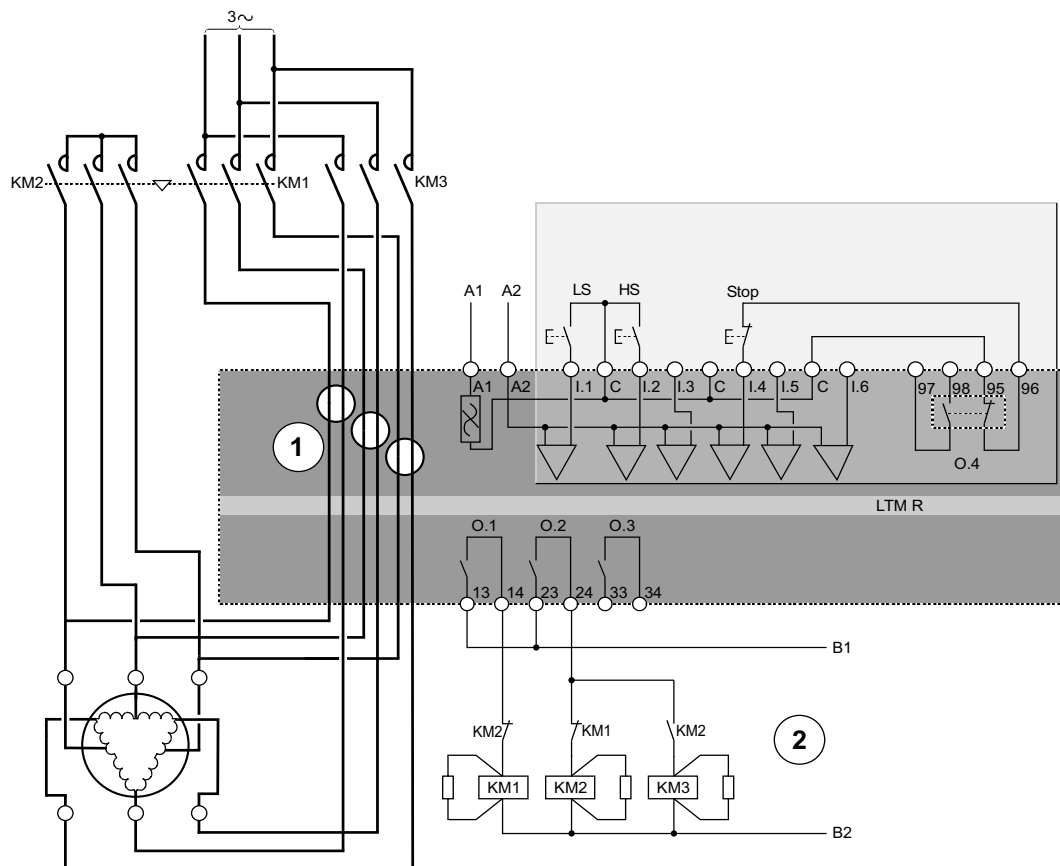 3~
KM2
KM1
KM3
A1 A2 LS HS Stop
A1 A2 I.1 C I.2 I.3 C I.4 I.5 C I.6 97 98 95 96
1
O.4
LTM R
O.1 O.2 O.3
13 14 23 24 33 34
B1
KM2 KM1 KM2
2
KM1 KM2 KM3
B2